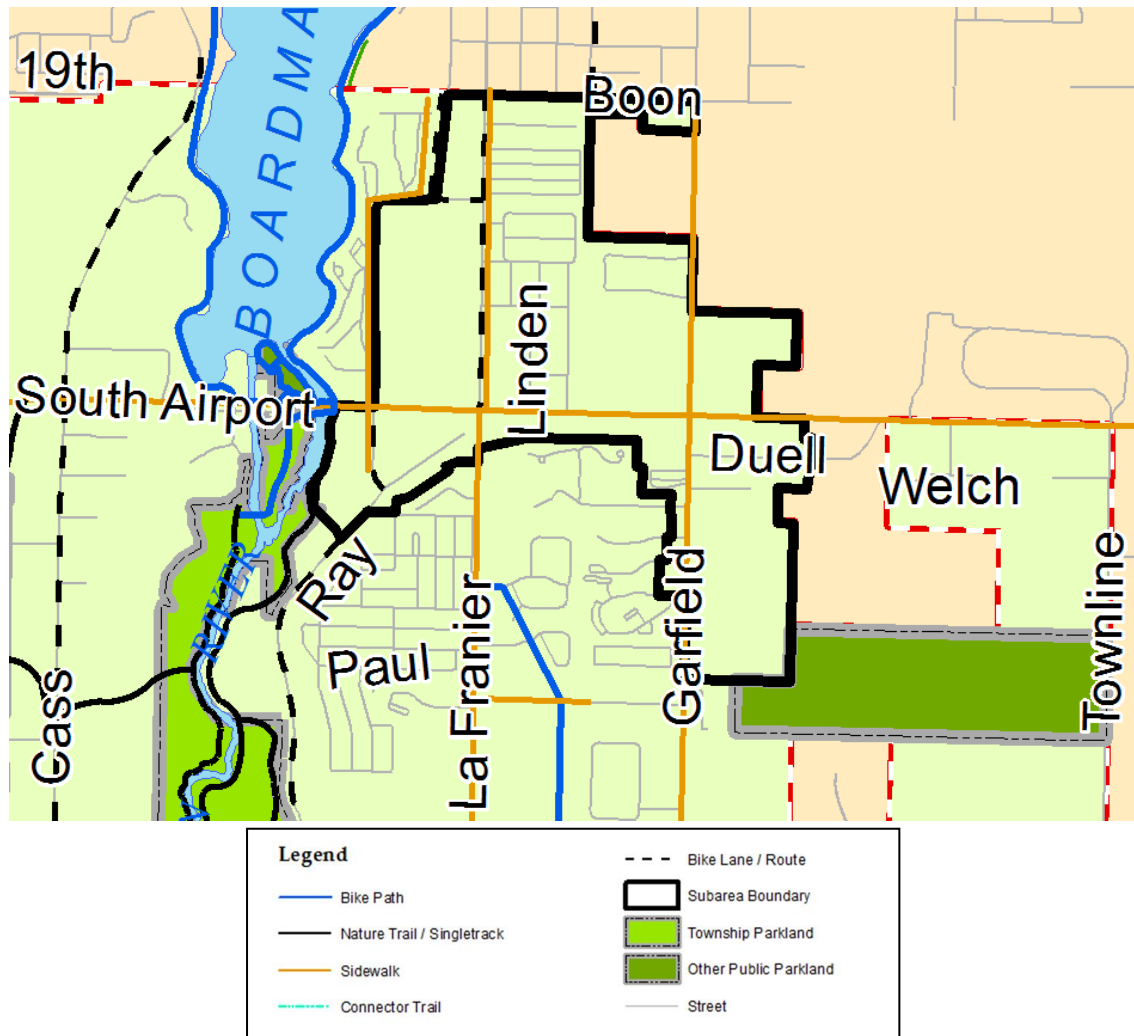 19th
BOARDMA
Boon
Linden
South Airport
Duell
Welch
RIVER
Ray
Paul
La Franier
Garfield
Townline
Cass
Legend
Bike Path
Nature Trail / Singletrack
Sidewalk
Connector Trail
Bike Lane / Route
Subarea Boundary
Township Parkland
Other Public Parkland
Street